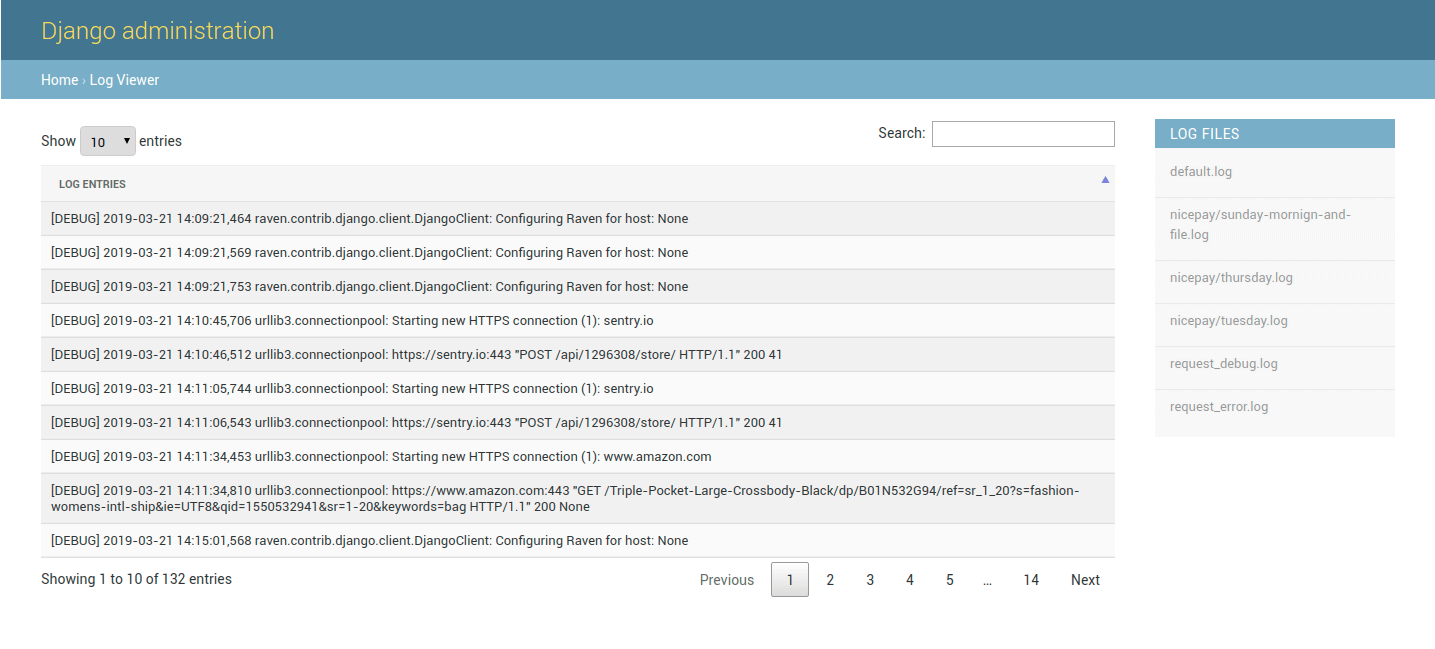 Django administration
Home › Log Viewer
Show 10 entries
Search:
LOG ENTRIES
[DEBUG] 2019-03-21 14:09:21,464 raven.contrib.django.client.DjangoClient: Configuring Raven for host: None
[DEBUG] 2019-03-21 14:09:21,569 raven.contrib.django.client.DjangoClient: Configuring Raven for host: None
[DEBUG] 2019-03-21 14:09:21,753 raven.contrib.django.client.DjangoClient: Configuring Raven for host: None
[DEBUG] 2019-03-21 14:10:45,706 urllib3.connectionpool: Starting new HTTPS connection (1): sentry.io
[DEBUG] 2019-03-21 14:10:46,512 urllib3.connectionpool: https://sentry.io:443 "POST /api/1296308/store/ HTTP/1.1" 200 41
[DEBUG] 2019-03-21 14:11:05,744 urllib3.connectionpool: Starting new HTTPS connection (1): sentry.io
[DEBUG] 2019-03-21 14:11:06,543 urllib3.connectionpool: https://sentry.io:443 "POST /api/1296308/store/ HTTP/1.1" 200 41
[DEBUG] 2019-03-21 14:11:34,453 urllib3.connectionpool: Starting new HTTPS connection (1): www.amazon.com
[DEBUG] 2019-03-21 14:11:34,810 urllib3.connectionpool: https://www.amazon.com:443 "GET /Triple-Pocket-Large-Crossbody-Black/dp/B01N532G94/ref=sr_1_20?s=fashion-
womens-intl-ship&ie=UTF8&qid=1550532941&sr=1-20&keywords=bag HTTP/1.1" 200 None
[DEBUG] 2019-03-21 14:15:01,568 raven.contrib.django.client.DjangoClient: Configuring Raven for host: None
Showing 1 to 10 of 132 entries
Previous 1 2 3 4 5 … 14 Next
LOG FILES
default.log
nicepay/sunday-mornign-and-
file.log
nicepay/thursday.log
nicepay/tuesday.log
request_debug.log
request_error.log